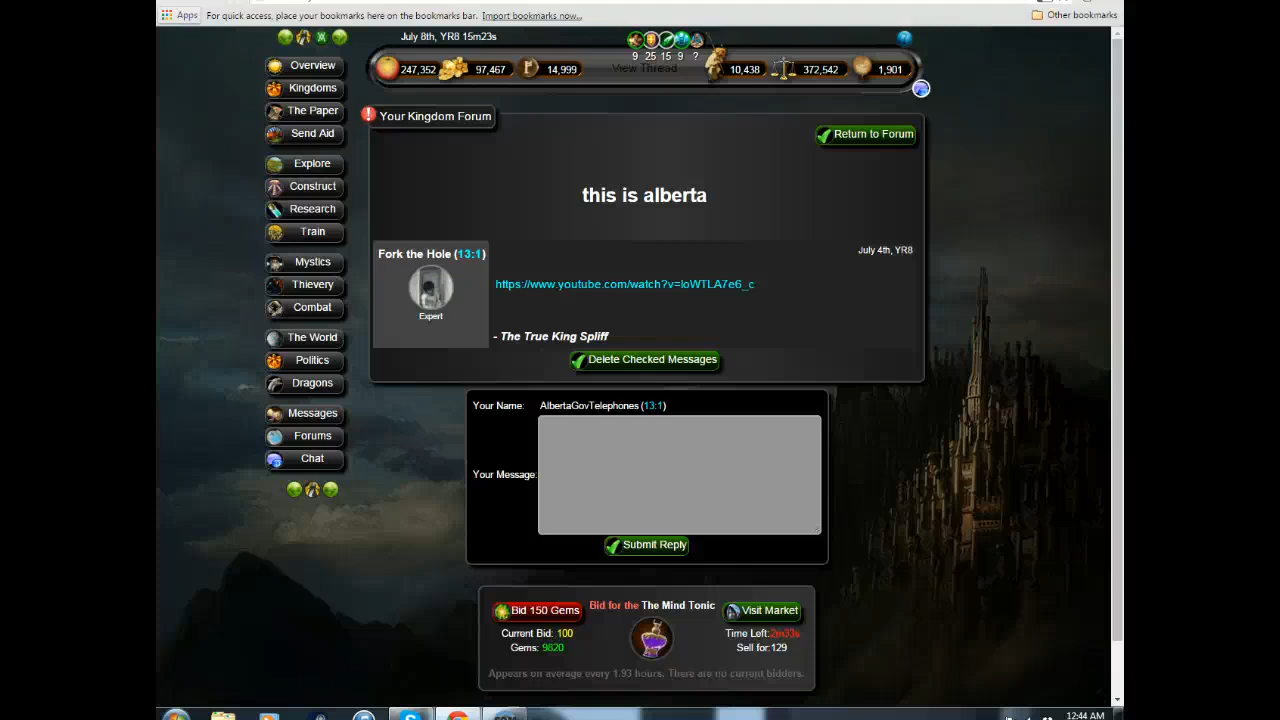 Apps For quick access, place your bookmarks here on the bookmarks bar. Import bookmarks now... Other bookmarks
July 8th, YR8 15m23s
9 25 15 9 ?
247,352 97,467 14,999 View Thread 10,438 372,542 1,901
Overview
Kingdoms
The Paper
Send Aid
Explore
Construct
Research
Train
Mystics
Thievery
Combat
The World
Politics
Dragons
Messages
Forums
Chat
Your Kingdom Forum
Return to Forum
this is alberta
Fork the Hole (13:1)
Expert
July 4th, YR8
https://www.youtube.com/watch?v=loWTLA7e6_c
- The True King Spliff
Delete Checked Messages
Your Name: AlbertaGovTelephones (13:1)
Your Message:
Submit Reply
Bid 150 Gems Bid for the The Mind Tonic Visit Market
Current Bid: 100 Time Left:2m33s
Gems: 9820 Sell for:129
Appears on average every 1.93 hours. There are no current bidders.
12:44 AM